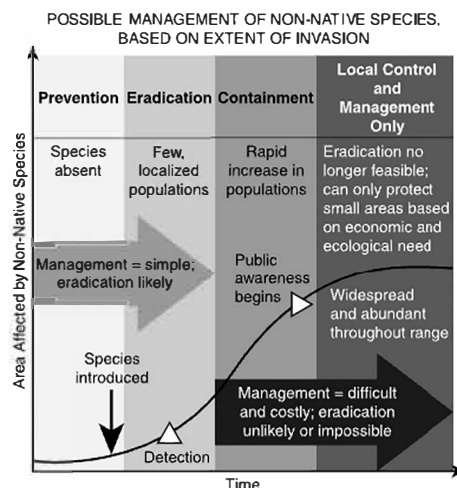 POSSIBLE MANAGEMENT OF NON-NATIVE SPECIES,
BASED ON EXTENT OF INVASION
Area Affected by Non-Native Species
Prevention
Species
absent
Eradication
Few,
localized
populations
Containment
Rapid
increase in
populations
Local Control
and
Management
Only
Eradication no
longer feasible;
can only protect
small areas based
on economic and
ecological need
Management = simple;
eradication likely
Public
awareness
begins
Widespread
and abundant
throughout range
Species
introduced
Detection
Management = difficult
and costly; eradication
unlikely or impossible
Time